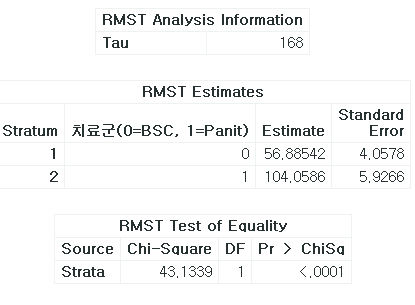 RMST Analysis Information
Tau 168
RMST Estimates
Stratum 치료군(0=BSC, 1=Panit) Estimate Standard Error
1 0 56.88542 4.0578
2 1 104.0586 5.9266
RMST Test of Equality
Source Chi-Square DF Pr > ChiSq
Strata 43.1339 1 <.0001